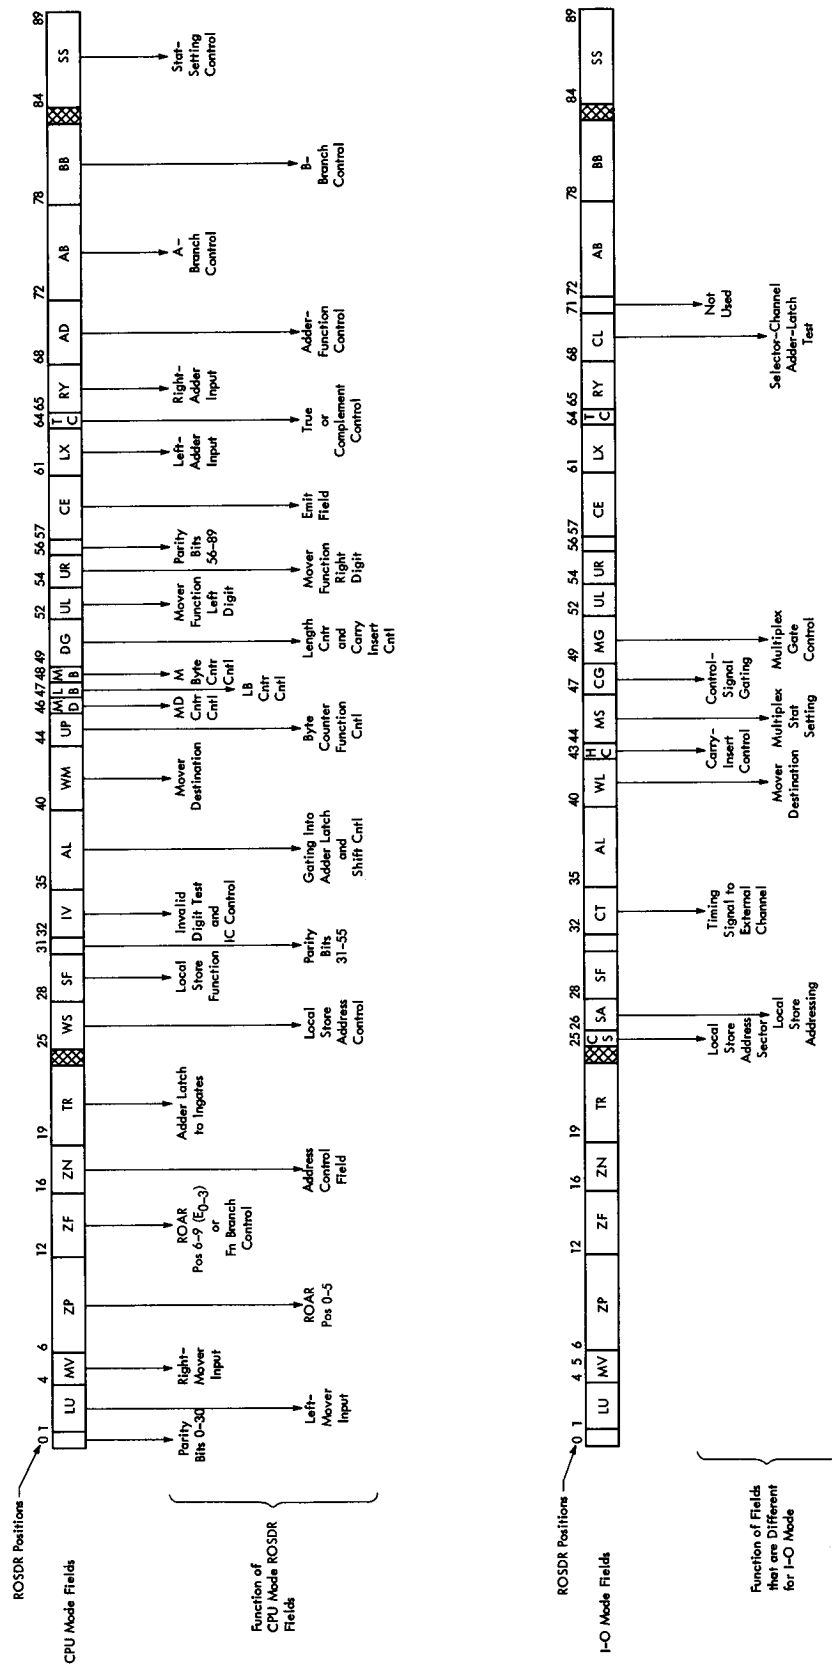 ROSDR Positions
0 1 4 6 12 16 19 25 28 31 32 35 40 44 46 47 48 49 52 54 56 57 61 64 65 68 72 78 84 89
CPU Mode Fields
LU MV ZP ZF ZN TR WS SF IV AL WM UP MD LB MB DG UL UR CE LX TC RY AD AB BB SS
Function of
CPU Mode ROSDR
Fields
Parity
Bits 0-30
Left-
Mover
Input
Right-
Mover
Input
ROAR
Pos 0-5
ROAR
Pos 6-9 (E0-3)
or
Fn Branch
Control
Address
Control
Field
Adder Latch
to Ingates
Local
Store
Address
Control
Local
Store
Function
Parity
Bits
31-55
Invalid
Digit Test
and
IC Control
Gating Into
Adder Latch
and
Shift Cntl
Mover
Destination
Byte
Counter
Function
Cntl
MD
Cntr
Cntl
LB
Cntr
Cntl
M
Byte
Cntr
Cntl
Length
Cntr
and
Carry
Insert
Cntl
Mover
Function
Left
Digit
Mover
Function
Right
Digit
Parity
Bits
56-89
Emit
Field
Left-
Adder
Input
True
or
Complement
Control
Right-
Adder
Input
Adder-
Function
Control
A-
Branch
Control
B-
Branch
Control
Stat-
Setting
Control
ROSDR Positions
0 1 4 5 6 12 16 19 25 26 28 32 35 40 43 44 47 49 52 54 56 57 61 64 65 68 71 72 78 84 89
I-O Mode Fields
LU MV ZP ZF ZN TR CS SA SF CT AL WL HC MS CG MG UL UR CE LX TC RY CL AB BB SS
Function of Fields
that are Different
for I-O Mode
Local
Store
Address
Sector
Local
Store
Addressing
Timing
Signal to
External
Channel
Mover
Destination
Carry-
Insert
Control
Multiplex
Stat
Setting
Control-
Signal
Gating
Multiplex
Gate
Control
Selector-Channel
Adder-Latch
Test
Not
Used